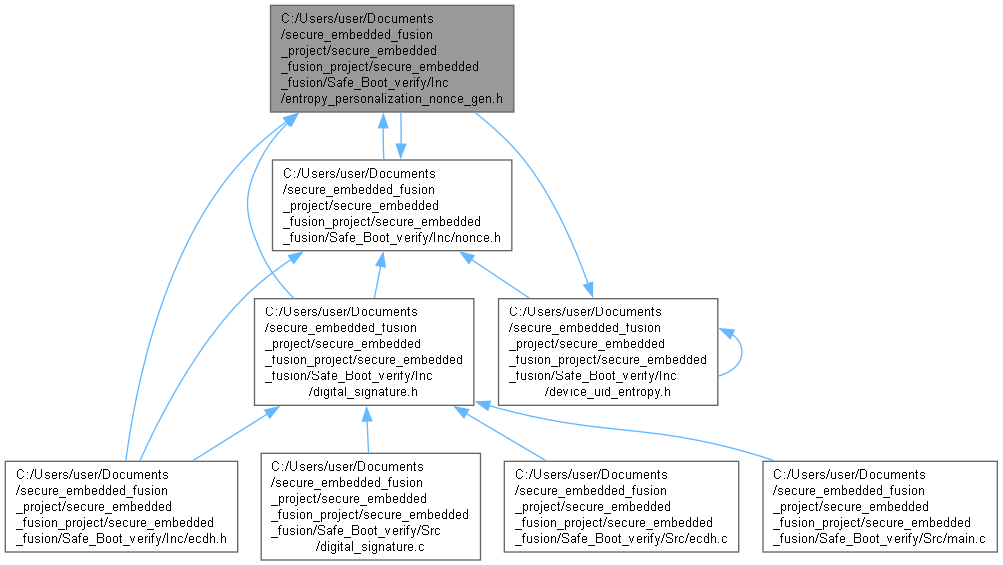 C:/Users/user/Documents
/secure_embedded_fusion
_project/secure_embedded
_fusion_project/secure_embedded
_fusion/Safe_Boot_verify/Inc
/entropy_personalization_nonce_gen.h
C:/Users/user/Documents
/secure_embedded_fusion
_project/secure_embedded
_fusion_project/secure_embedded
_fusion/Safe_Boot_verify/Inc/nonce.h
C:/Users/user/Documents
/secure_embedded_fusion
_project/secure_embedded
_fusion_project/secure_embedded
_fusion/Safe_Boot_verify/Inc
/digital_signature.h
C:/Users/user/Documents
/secure_embedded_fusion
_project/secure_embedded
_fusion_project/secure_embedded
_fusion/Safe_Boot_verify/Inc
/device_uid_entropy.h
C:/Users/user/Documents
/secure_embedded_fusion
_project/secure_embedded
_fusion_project/secure_embedded
_fusion/Safe_Boot_verify/Inc/ecdh.h
C:/Users/user/Documents
/secure_embedded_fusion
_project/secure_embedded
_fusion_project/secure_embedded
_fusion/Safe_Boot_verify/Src
/digital_signature.c
C:/Users/user/Documents
/secure_embedded_fusion
_project/secure_embedded
_fusion_project/secure_embedded
_fusion/Safe_Boot_verify/Src/ecdh.c
C:/Users/user/Documents
/secure_embedded_fusion
_project/secure_embedded
_fusion_project/secure_embedded
_fusion/Safe_Boot_verify/Src/main.c